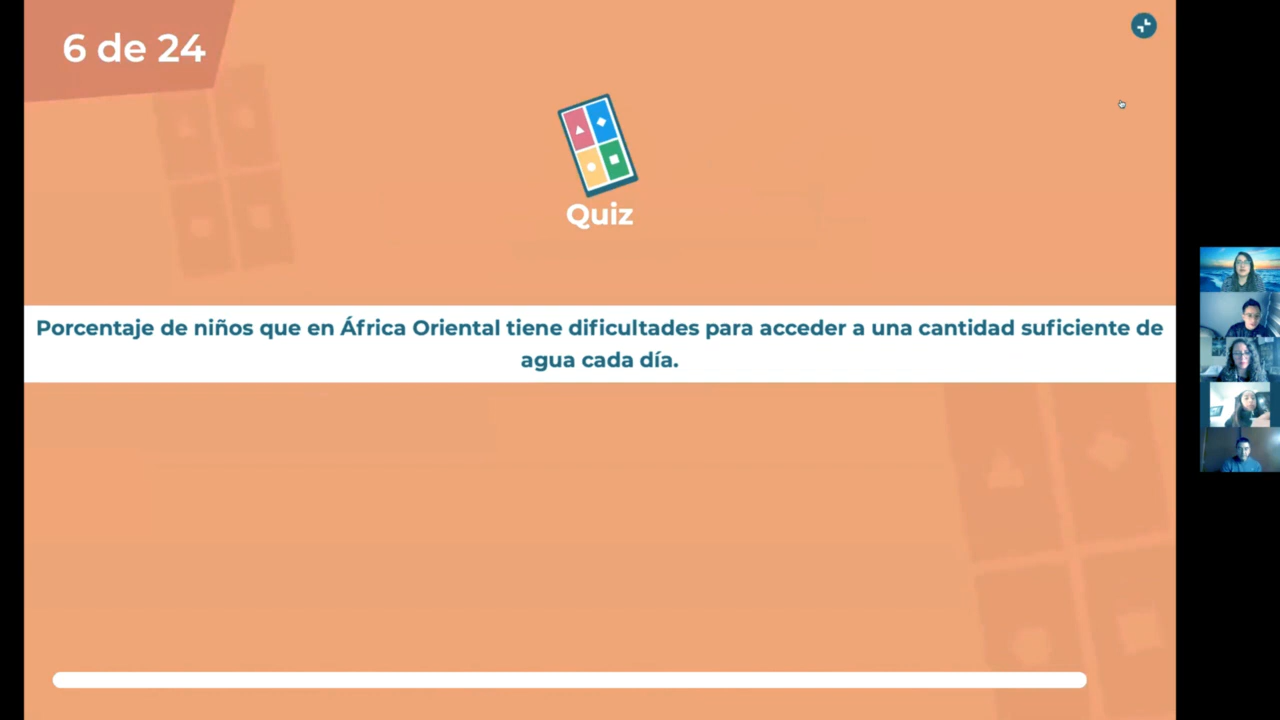 6 de 24
Quiz
Porcentaje de niños que en África Oriental tiene dificultades para acceder a una cantidad suficiente de
agua cada día.